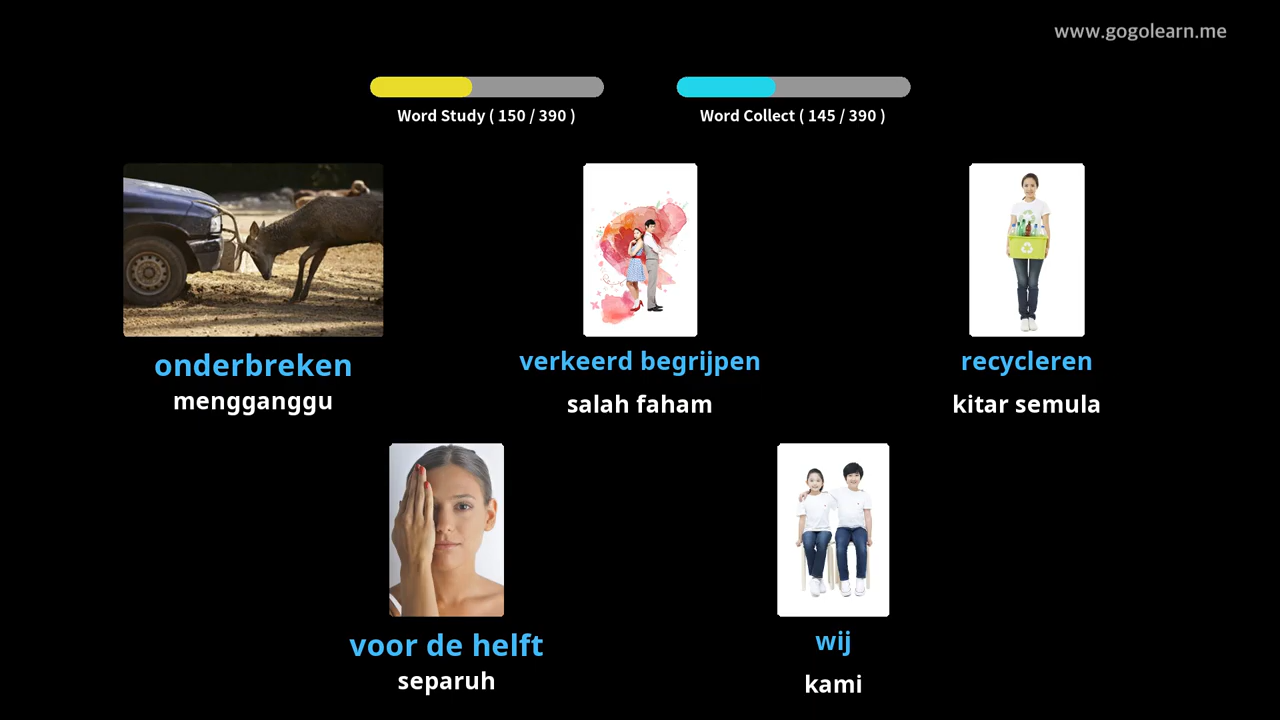 www.gogolearn.me
Word Study ( 150 / 390 )
Word Collect ( 145 / 390 )
onderbreken
mengganggu
verkeerd begrijpen
salah faham
recycleren
kitar semula
voor de helft
separuh
wij
kami